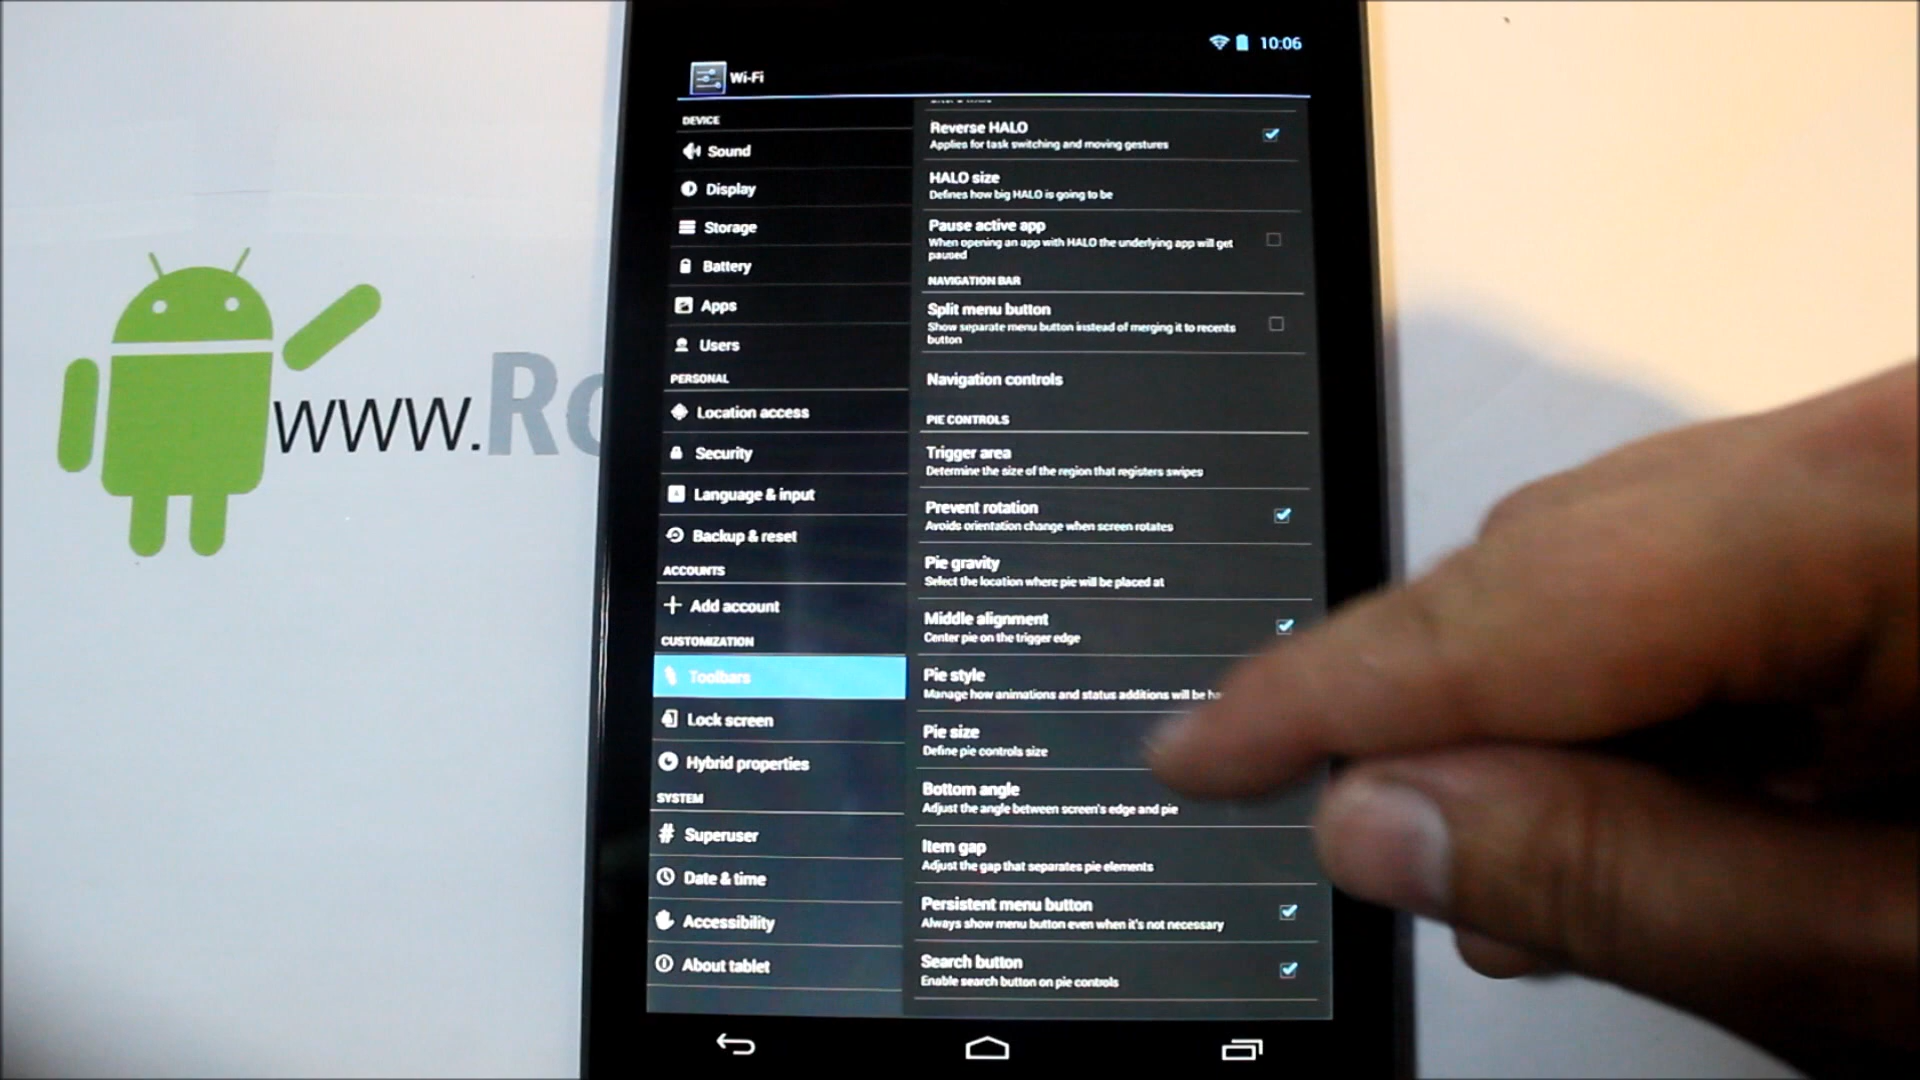 www.Ro
10:06
Wi-Fi
DEVICE
Sound
Display
Storage
Battery
Apps
Users
PERSONAL
Location access
Security
Language & input
Backup & reset
ACCOUNTS
Add account
CUSTOMIZATION
Toolbars
Lock screen
Hybrid properties
SYSTEM
Superuser
Date & time
Accessibility
About tablet
Reverse HALO
Applies for task switching and moving gestures
HALO size
Defines how big HALO is going to be
Pause active app
When opening an app with HALO the underlying app will get
paused
NAVIGATION BAR
Split menu button
Show separate menu button instead of merging it to recents
button
Navigation controls
PIE CONTROLS
Trigger area
Determine the size of the region that registers swipes
Prevent rotation
Avoids orientation change when screen rotates
Pie gravity
Select the location where pie will be placed at
Middle alignment
Center pie on the trigger edge
Pie style
Manage how animations and status additions will be ha
Pie size
Define pie controls size
Bottom angle
Adjust the angle between screen's edge and pie
Item gap
Adjust the gap that separates pie elements
Persistent menu button
Always show menu button even when it's not necessary
Search button
Enable search button on pie controls